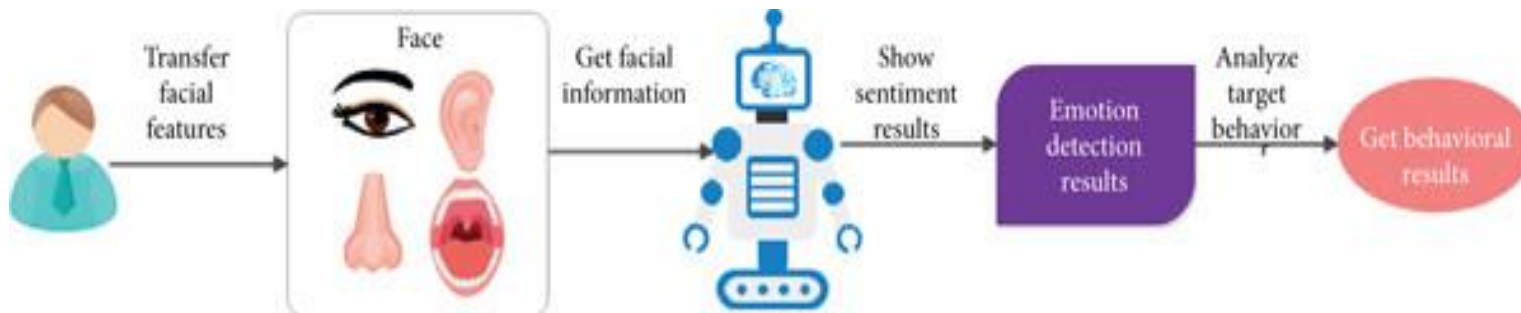 Transfer
facial
features
Face
Get facial
information
Show
sentiment
results
Emotion
detection
results
Analyze
target
behavior
Get behavioral
results